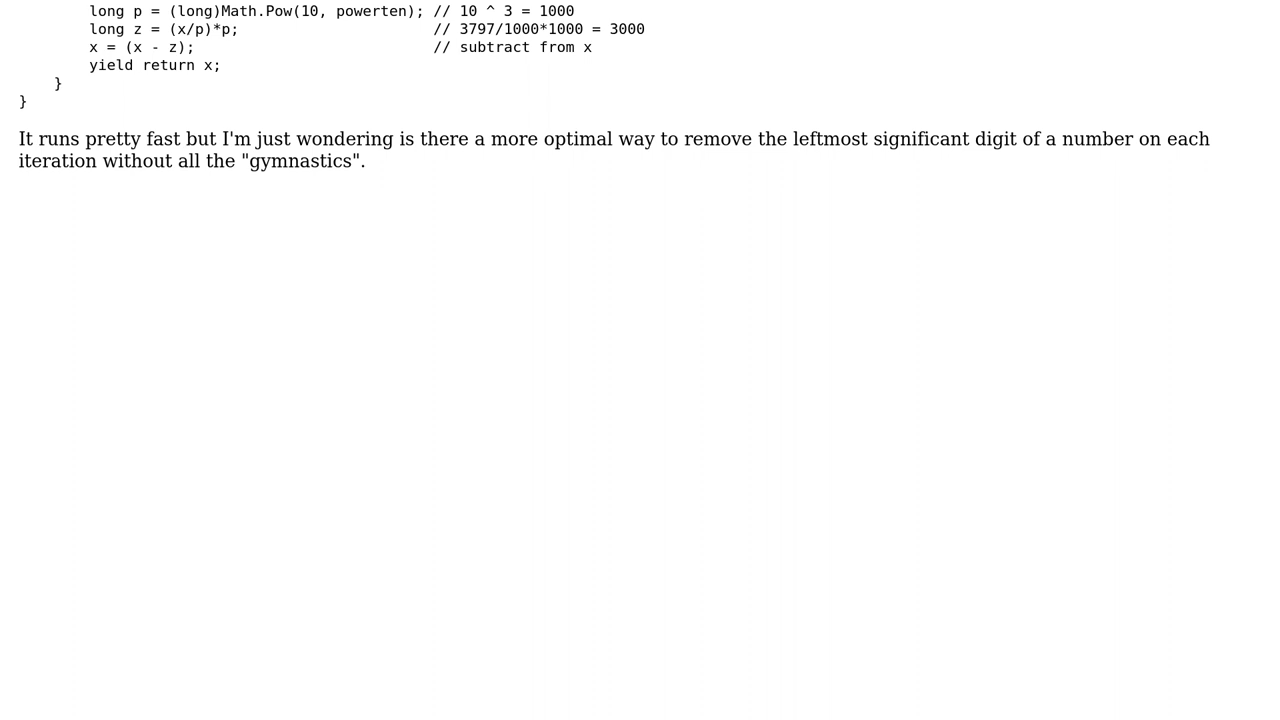 long p = (long)Math.Pow(10, powerten); // 10 ^ 3 = 1000
long z = (x/p)*p;                      // 3797/1000*1000 = 3000
x = (x - z);                           // subtract from x
yield return x;
}
}
It runs pretty fast but I'm just wondering is there a more optimal way to remove the leftmost significant digit of a number on each
iteration without all the "gymnastics".